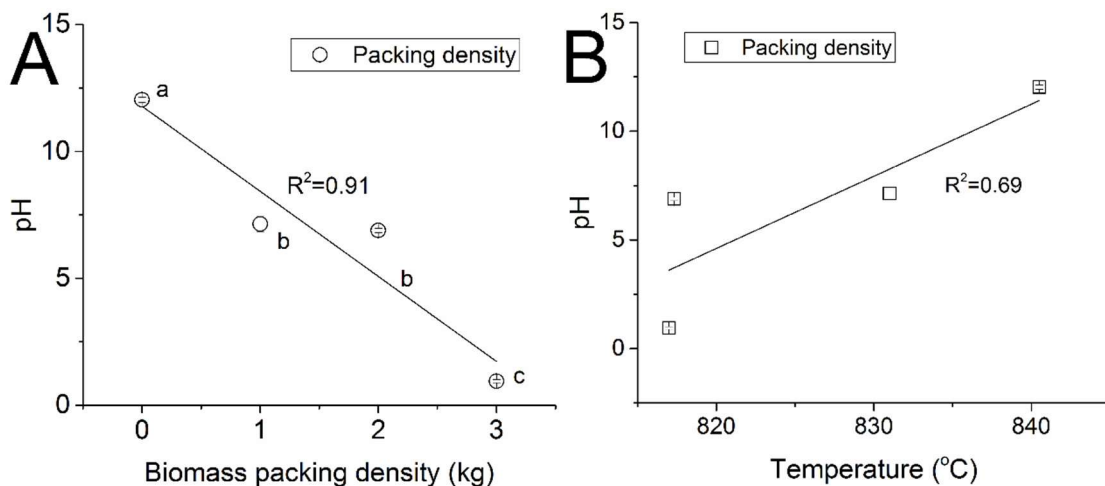 A
15
10
5
0
pH
Packing density
a
R²=0.91
b
b
c
0 1 2 3
Biomass packing density (kg)
B
15
10
5
0
pH
Packing density
R²=0.69
820 830 840
Temperature (°C)